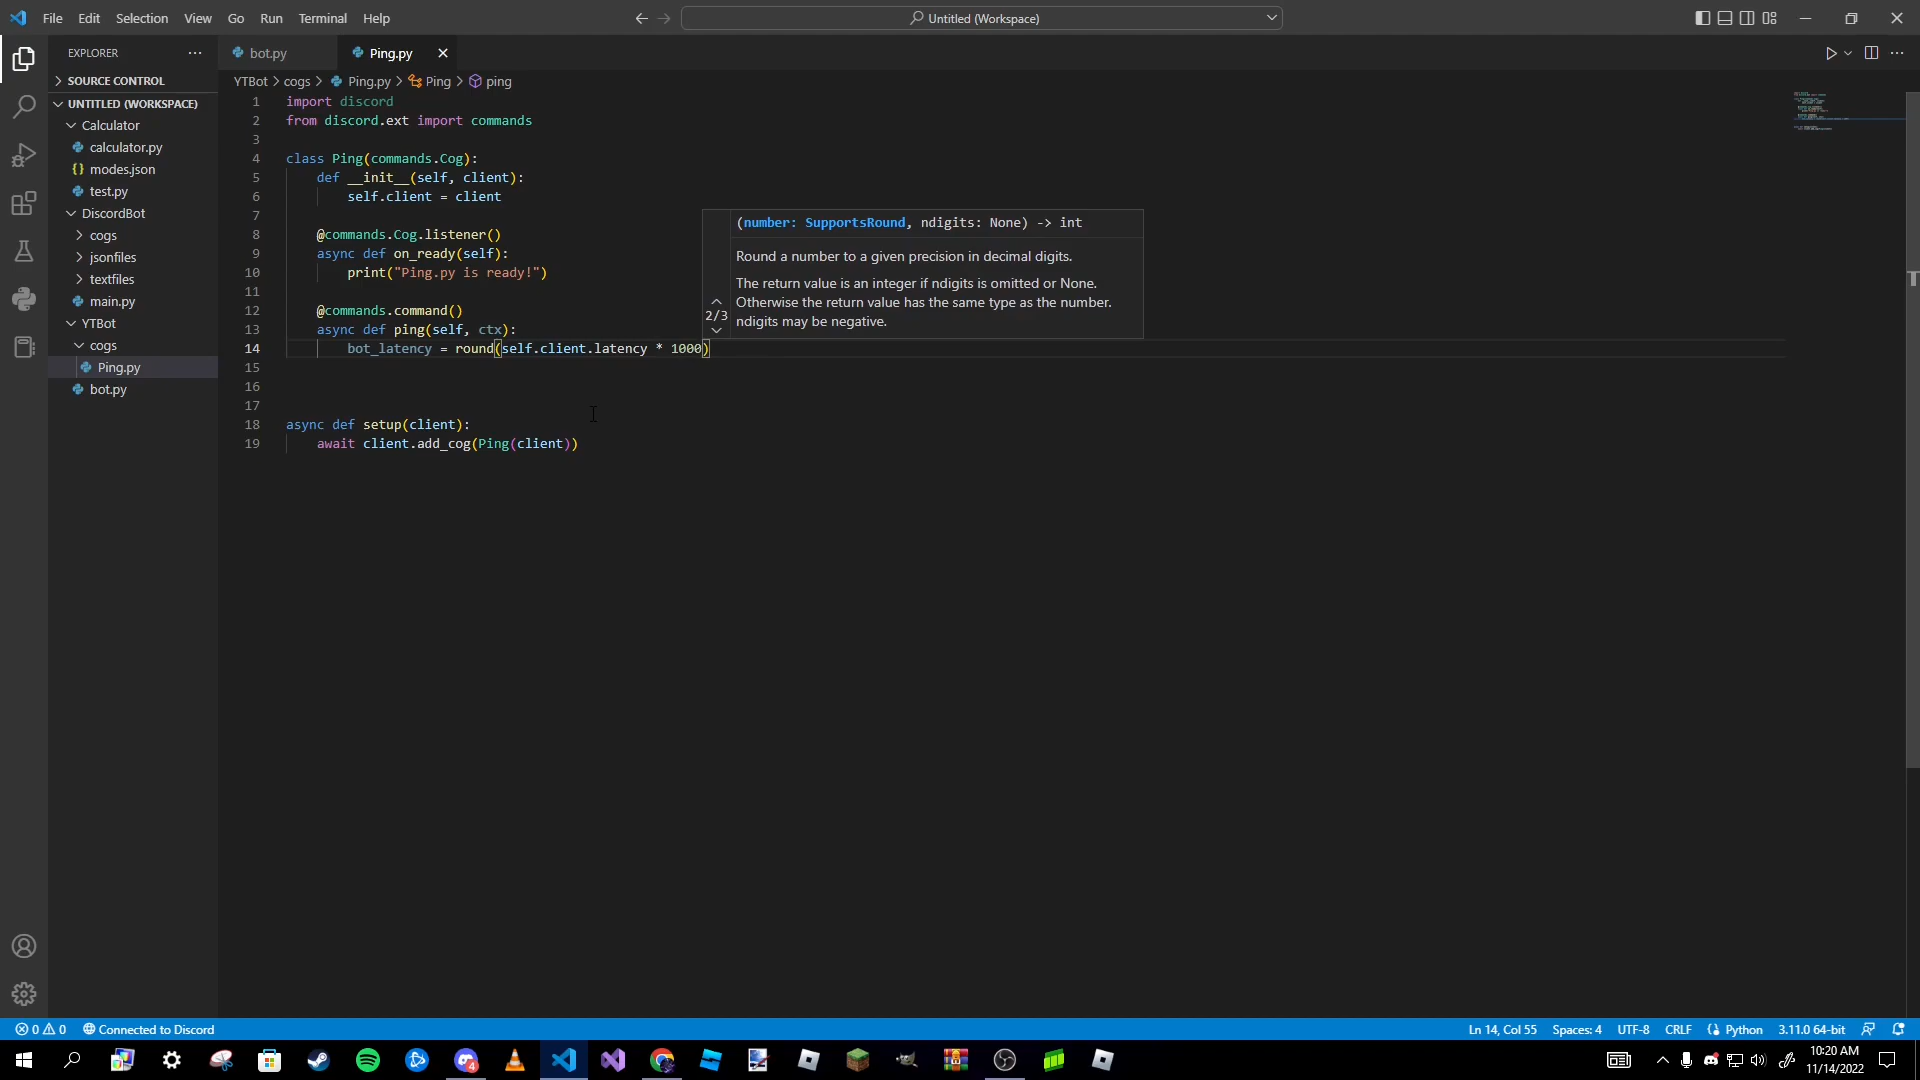 File Edit Selection View Go Run Terminal Help
Untitled (Workspace)
EXPLORER
SOURCE CONTROL
UNTITLED (WORKSPACE)
Calculator
calculator.py
{} modes.json
test.py
DiscordBot
cogs
jsonfiles
textfiles
main.py
YTBot
cogs
Ping.py
bot.py
bot.py Ping.py
YTBot > cogs > Ping.py > Ping > ping
1 import discord
2 from discord.ext import commands
3
4 class Ping(commands.Cog):
5 def __init__(self, client):
6 self.client = client
7
8 @commands.Cog.listener()
9 async def on_ready(self):
10 print("Ping.py is ready!")
11
12 @commands.command()
13 async def ping(self, ctx):
14 bot_latency = round(self.client.latency * 1000)
15
16
17
18 async def setup(client):
19 await client.add_cog(Ping(client))
(number: SupportsRound, ndigits: None) -> int
Round a number to a given precision in decimal digits.
The return value is an integer if ndigits is omitted or None.
Otherwise the return value has the same type as the number.
ndigits may be negative.
2/3
0 0 Connected to Discord
Ln 14, Col 55 Spaces: 4 UTF-8 CRLF Python 3.11.0 64-bit
4
10:20 AM
11/14/2022